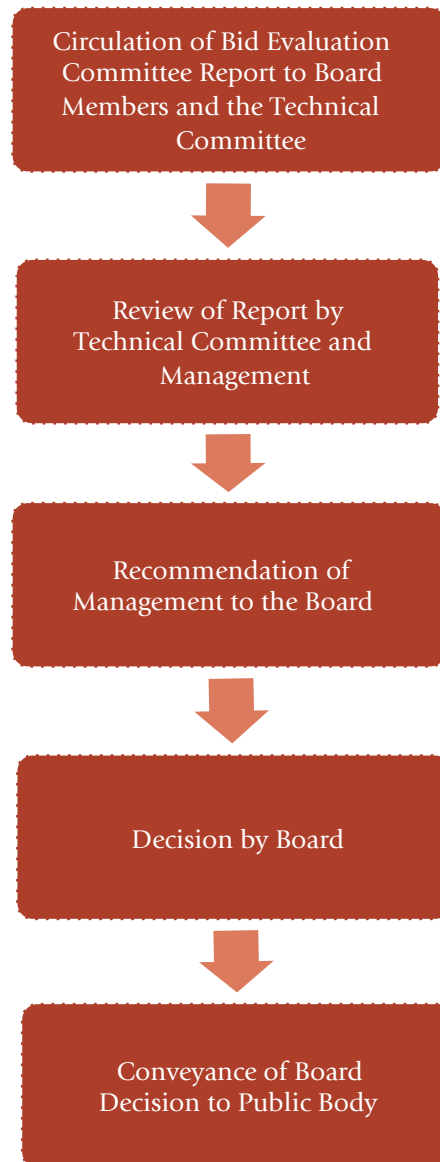 Circulation of Bid Evaluation
Committee Report to Board
Members and the Technical
Committee
Review of Report by
Technical Committee and
Management
Recommendation of
Management to the Board
Decision by Board
Conveyance of Board
Decision to Public Body